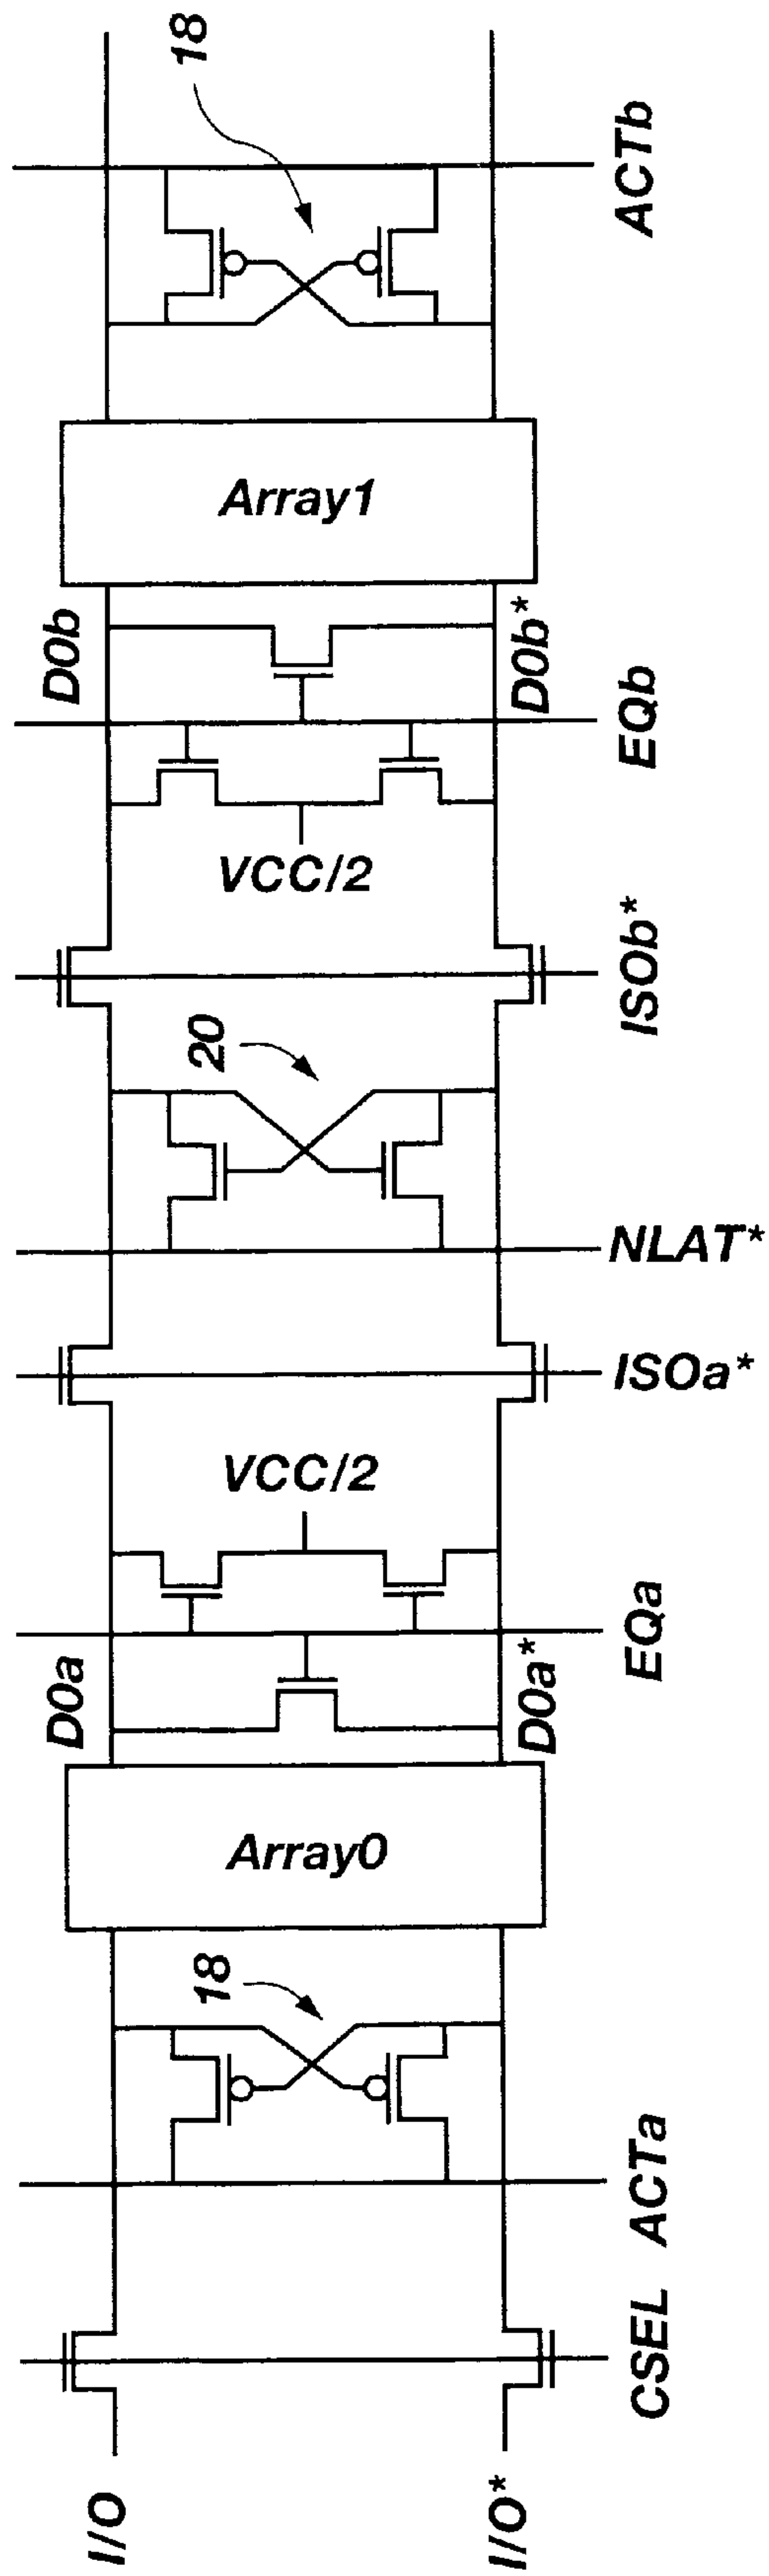 18
ACTb
Array1
D0b
D0b*
EQb
VCC/2
ISOb*
20
NLAT*
ISOa*
VCC/2
EQa
D0a
D0a*
Array0
18
ACTa
CSEL
I/O
I/O*